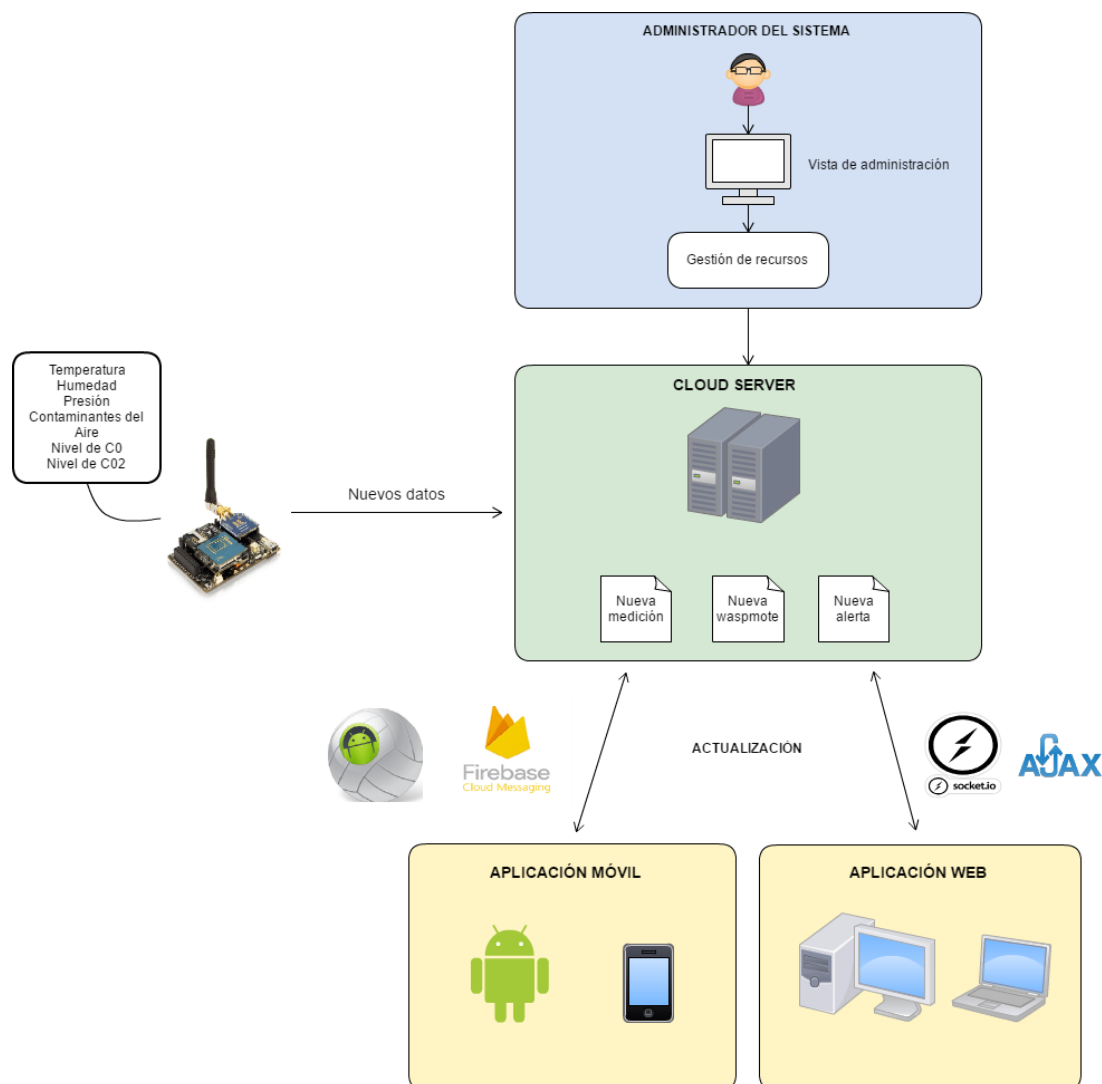 ADMINISTRADOR DEL SISTEMA
Vista de administración
Gestión de recursos
Temperatura
Humedad
Presión
Contaminantes del
Aire
Nivel de C0
Nivel de C02
Nuevos datos
CLOUD SERVER
Nueva
medición
Nueva
waspmote
Nueva
alerta
Firebase
Cloud Messaging
ACTUALIZACIÓN
socket.io
AJAX
APLICACIÓN MÓVIL
APLICACIÓN WEB